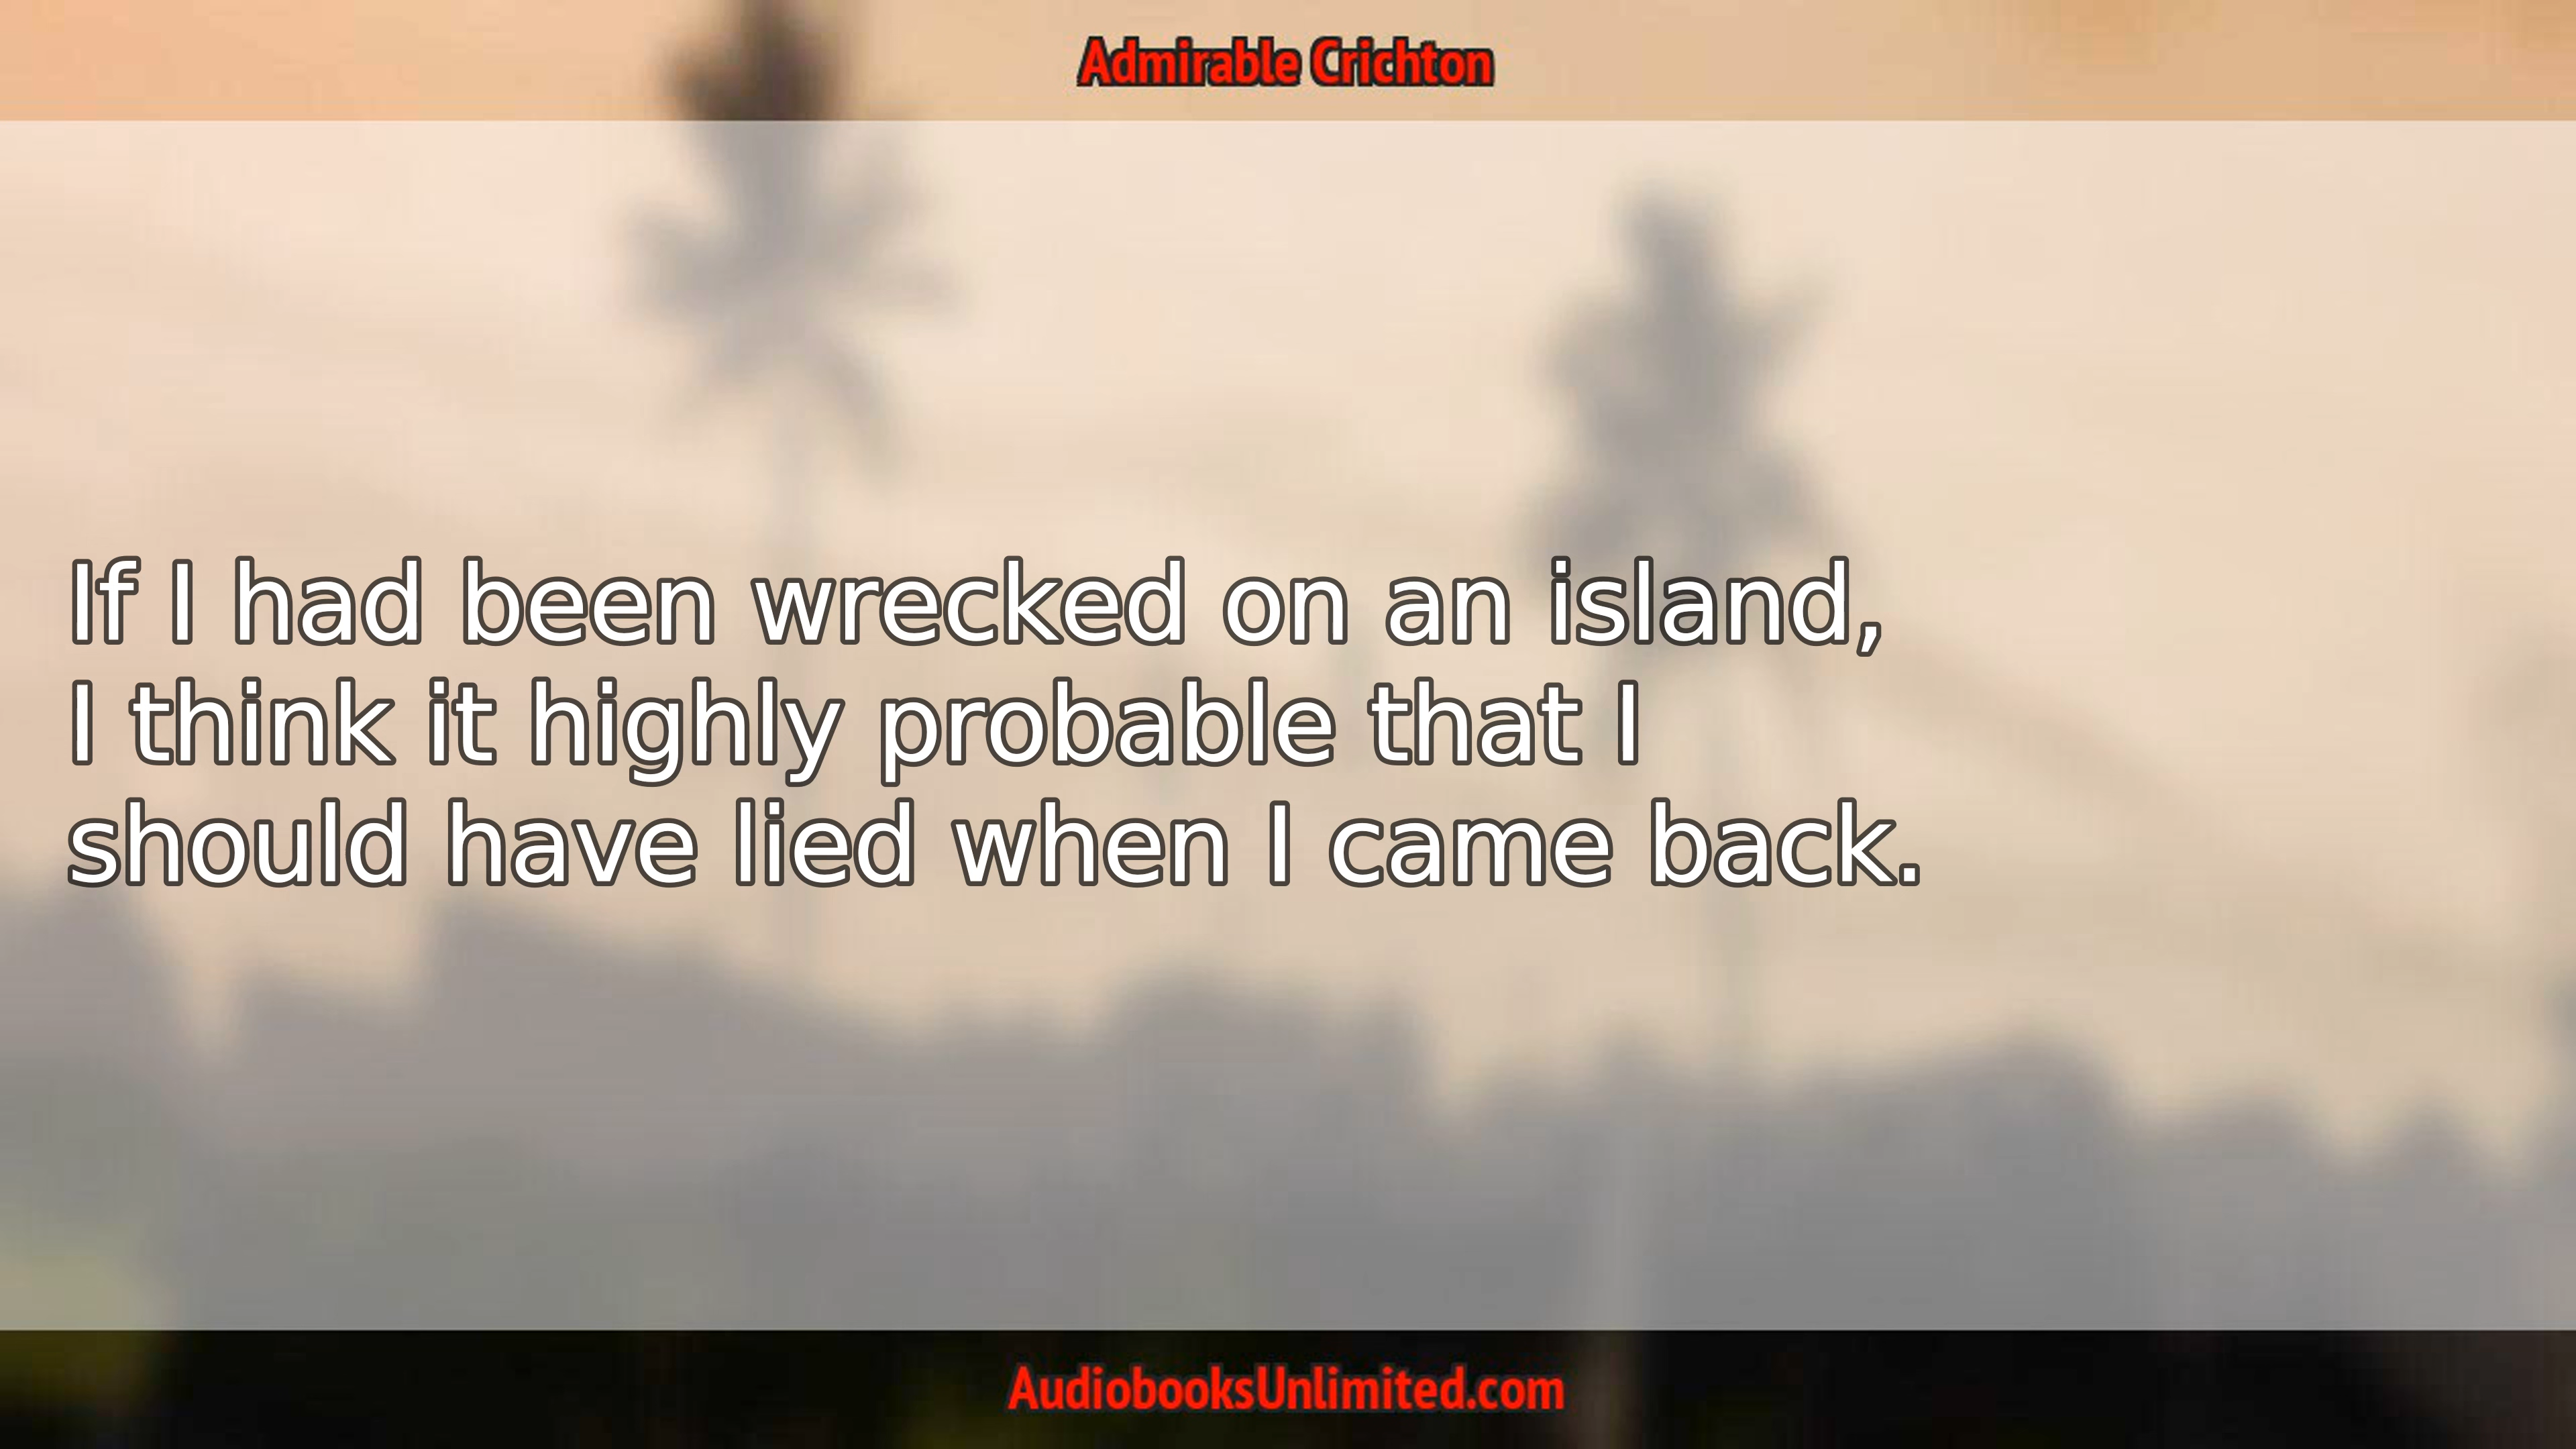 Admirable Crichton
If I had been wrecked on an island,
I think it highly probable that I
should have lied when I came back.
AudiobooksUnlimited.com